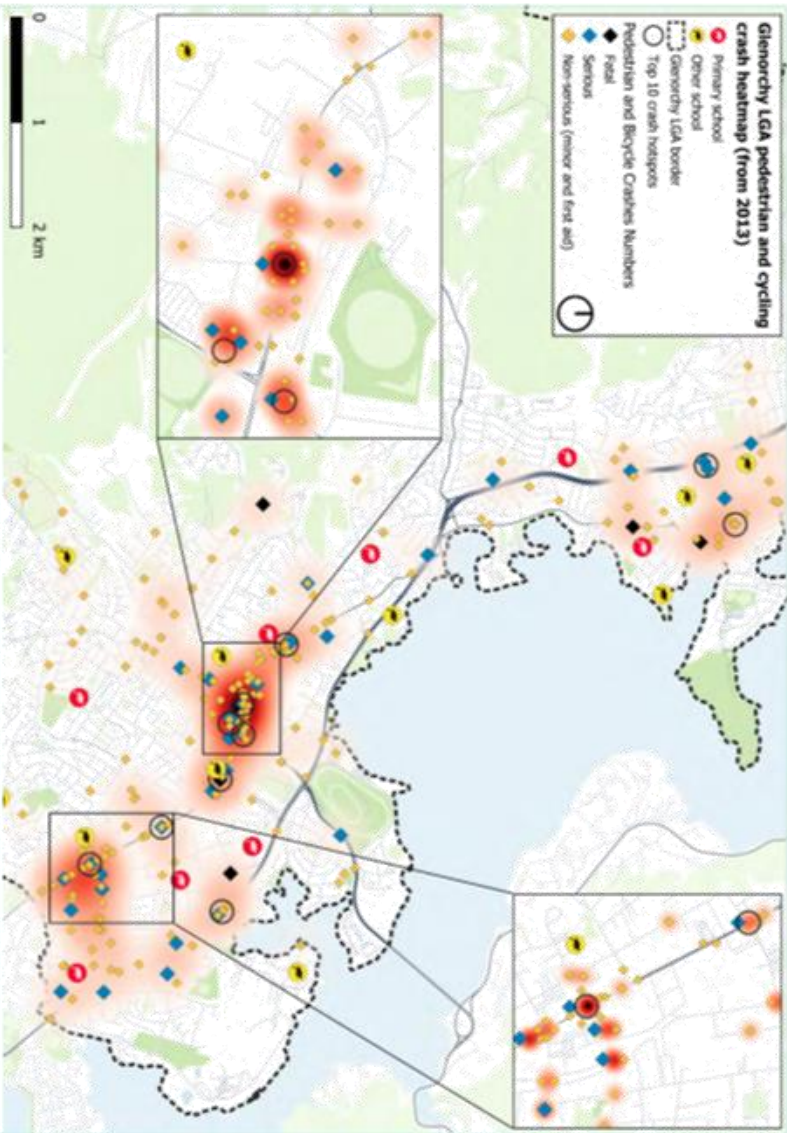 Glenorchy LGA pedestrian and cycling
crash heatmap (from 2013)
Primary school
Other school
Glenorchy LGA border
Top 10 crash hotspots
Pedestrian and Bicycle Crashes Numbers
Fatal
Serious
Non-serious (minor and first aid)
0 1 2 km